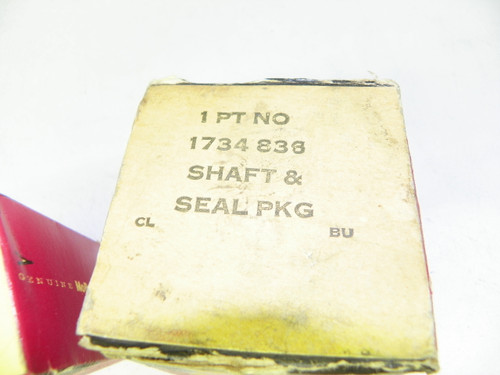 1 PT NO
1734 836
SHAFT &
SEAL PKG
CL BU
GENUINE